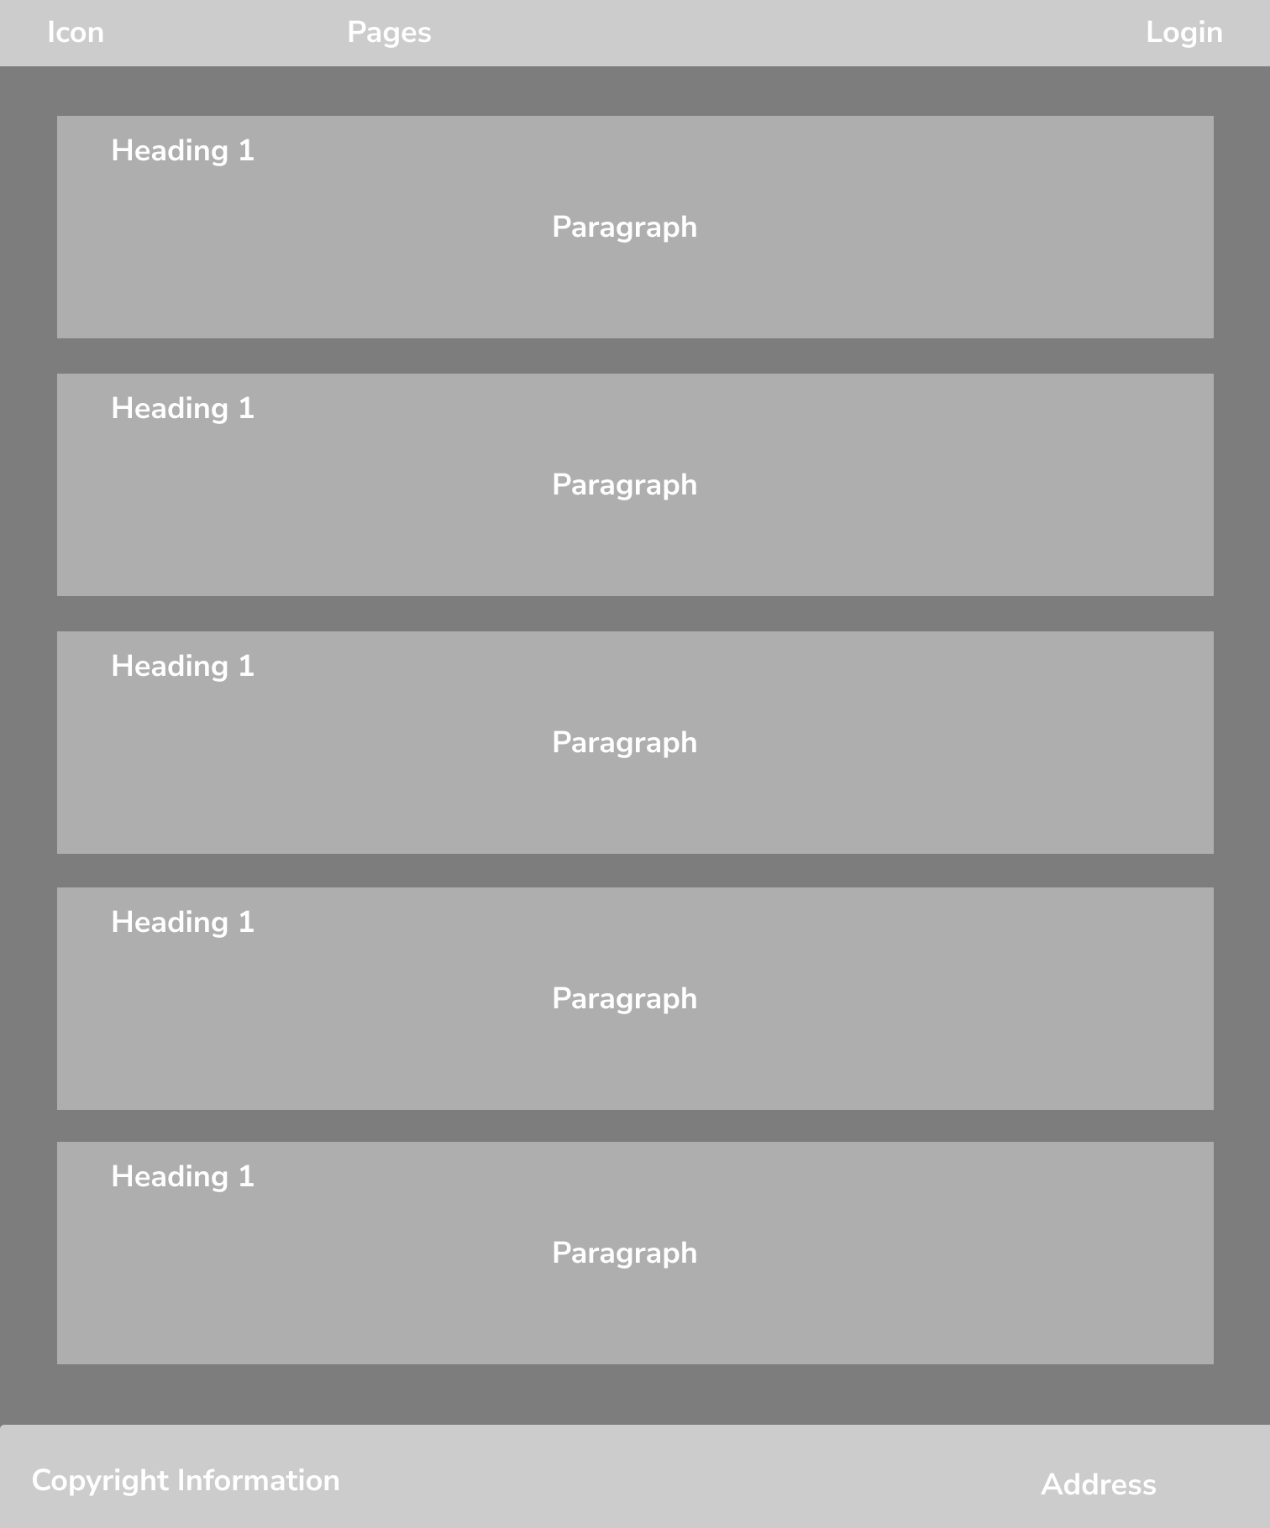 Icon
Pages
Login
Heading 1
Paragraph
Heading 1
Paragraph
Heading 1
Paragraph
Heading 1
Paragraph
Heading 1
Paragraph
Copyright Information
Address